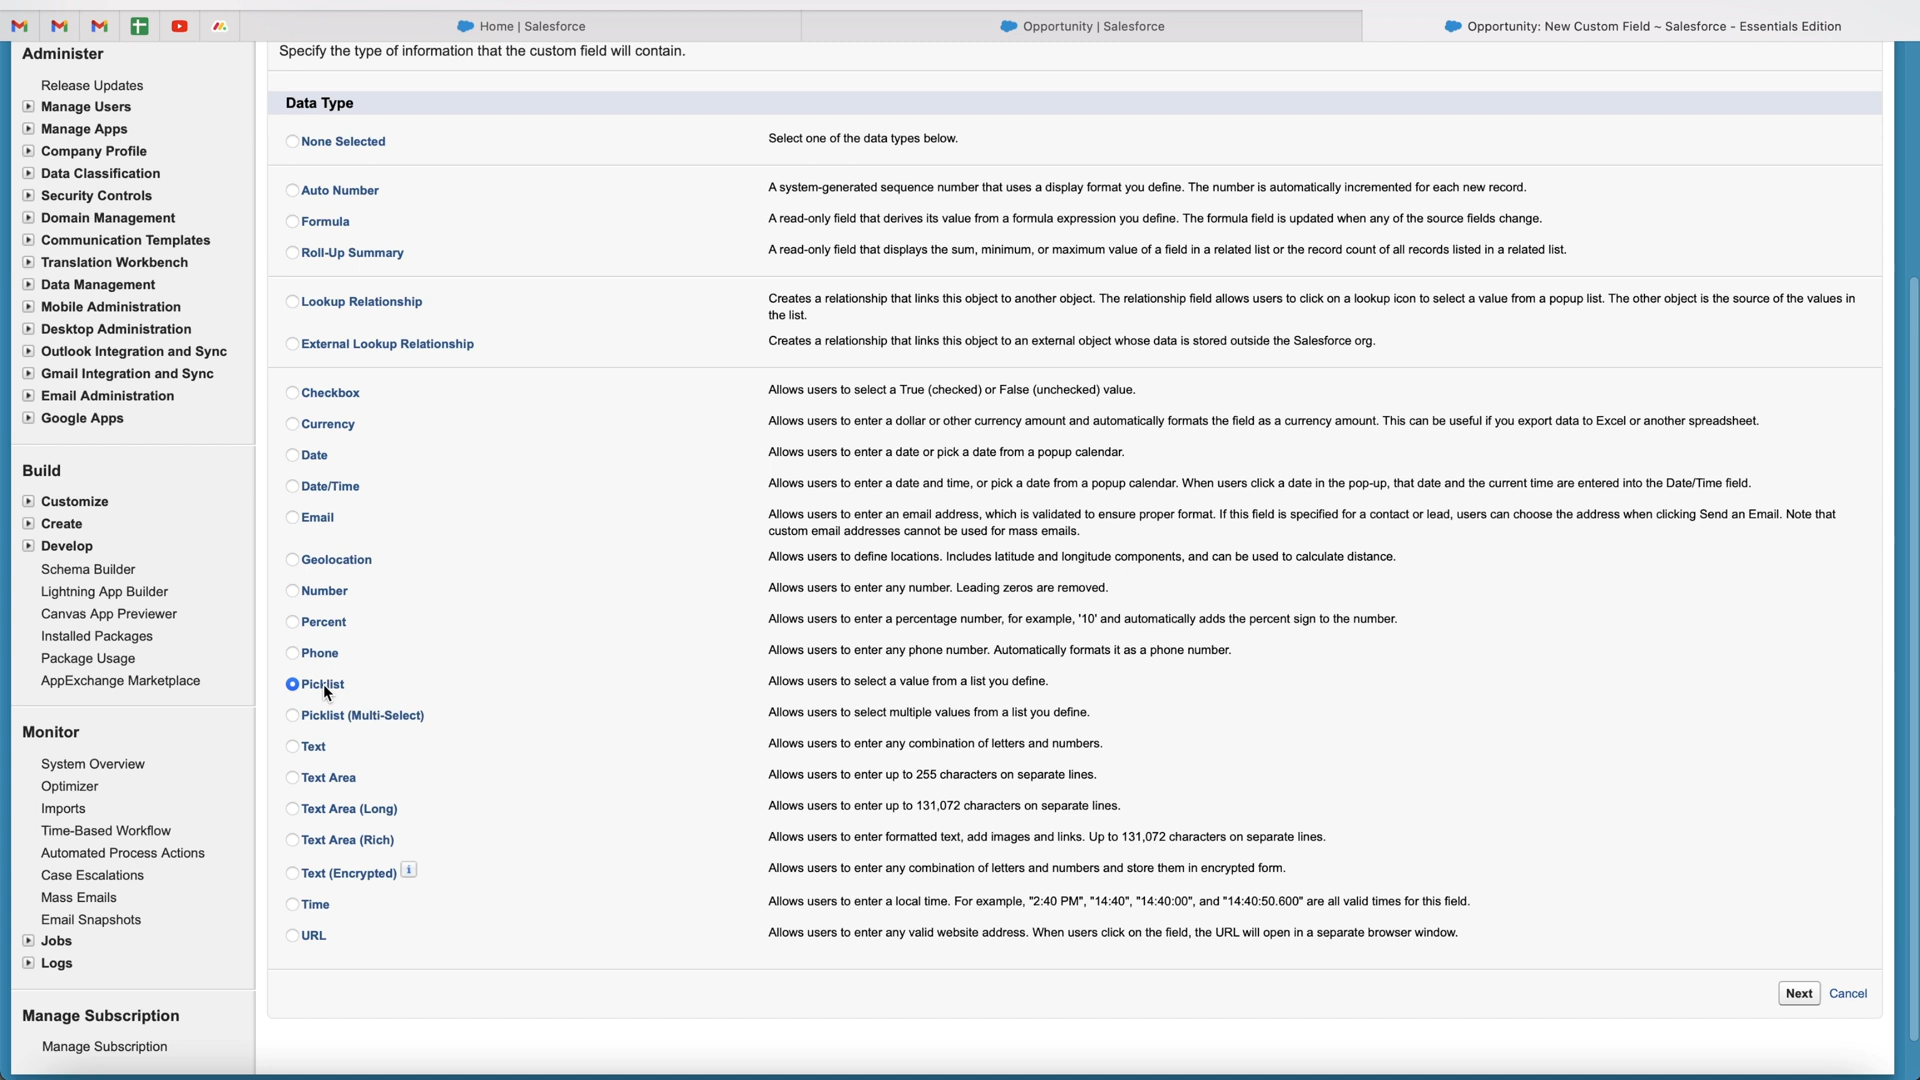 Home | Salesforce
Opportunity | Salesforce
Opportunity: New Custom Field ~ Salesforce - Essentials Edition
Administer
Release Updates
Manage Users
Manage Apps
Company Profile
Data Classification
Security Controls
Domain Management
Communication Templates
Translation Workbench
Data Management
Mobile Administration
Desktop Administration
Outlook Integration and Sync
Gmail Integration and Sync
Email Administration
Google Apps
Build
Customize
Create
Develop
Schema Builder
Lightning App Builder
Canvas App Previewer
Installed Packages
Package Usage
AppExchange Marketplace
Monitor
System Overview
Optimizer
Imports
Time-Based Workflow
Automated Process Actions
Case Escalations
Mass Emails
Email Snapshots
Jobs
Logs
Manage Subscription
Manage Subscription
Specify the type of information that the custom field will contain.
Data Type
None Selected
Select one of the data types below.
Auto Number
A system-generated sequence number that uses a display format you define. The number is automatically incremented for each new record.
Formula
A read-only field that derives its value from a formula expression you define. The formula field is updated when any of the source fields change.
Roll-Up Summary
A read-only field that displays the sum, minimum, or maximum value of a field in a related list or the record count of all records listed in a related list.
Lookup Relationship
Creates a relationship that links this object to another object. The relationship field allows users to click on a lookup icon to select a value from a popup list. The other object is the source of the values in
the list.
External Lookup Relationship
Creates a relationship that links this object to an external object whose data is stored outside the Salesforce org.
Checkbox
Allows users to select a True (checked) or False (unchecked) value.
Currency
Allows users to enter a dollar or other currency amount and automatically formats the field as a currency amount. This can be useful if you export data to Excel or another spreadsheet.
Date
Allows users to enter a date or pick a date from a popup calendar.
Date/Time
Allows users to enter a date and time, or pick a date from a popup calendar. When users click a date in the pop-up, that date and the current time are entered into the Date/Time field.
Email
Allows users to enter an email address, which is validated to ensure proper format. If this field is specified for a contact or lead, users can choose the address when clicking Send an Email. Note that
custom email addresses cannot be used for mass emails.
Geolocation
Allows users to define locations. Includes latitude and longitude components, and can be used to calculate distance.
Number
Allows users to enter any number. Leading zeros are removed.
Percent
Allows users to enter a percentage number, for example, '10' and automatically adds the percent sign to the number.
Phone
Allows users to enter any phone number. Automatically formats it as a phone number.
Picklist
Allows users to select a value from a list you define.
Picklist (Multi-Select)
Allows users to select multiple values from a list you define.
Text
Allows users to enter any combination of letters and numbers.
Text Area
Allows users to enter up to 255 characters on separate lines.
Text Area (Long)
Allows users to enter up to 131,072 characters on separate lines.
Text Area (Rich)
Allows users to enter formatted text, add images and links. Up to 131,072 characters on separate lines.
Text (Encrypted) i
Allows users to enter any combination of letters and numbers and store them in encrypted form.
Time
Allows users to enter a local time. For example, "2:40 PM", "14:40", "14:40:00", and "14:40:50.600" are all valid times for this field.
URL
Allows users to enter any valid website address. When users click on the field, the URL will open in a separate browser window.
Next Cancel